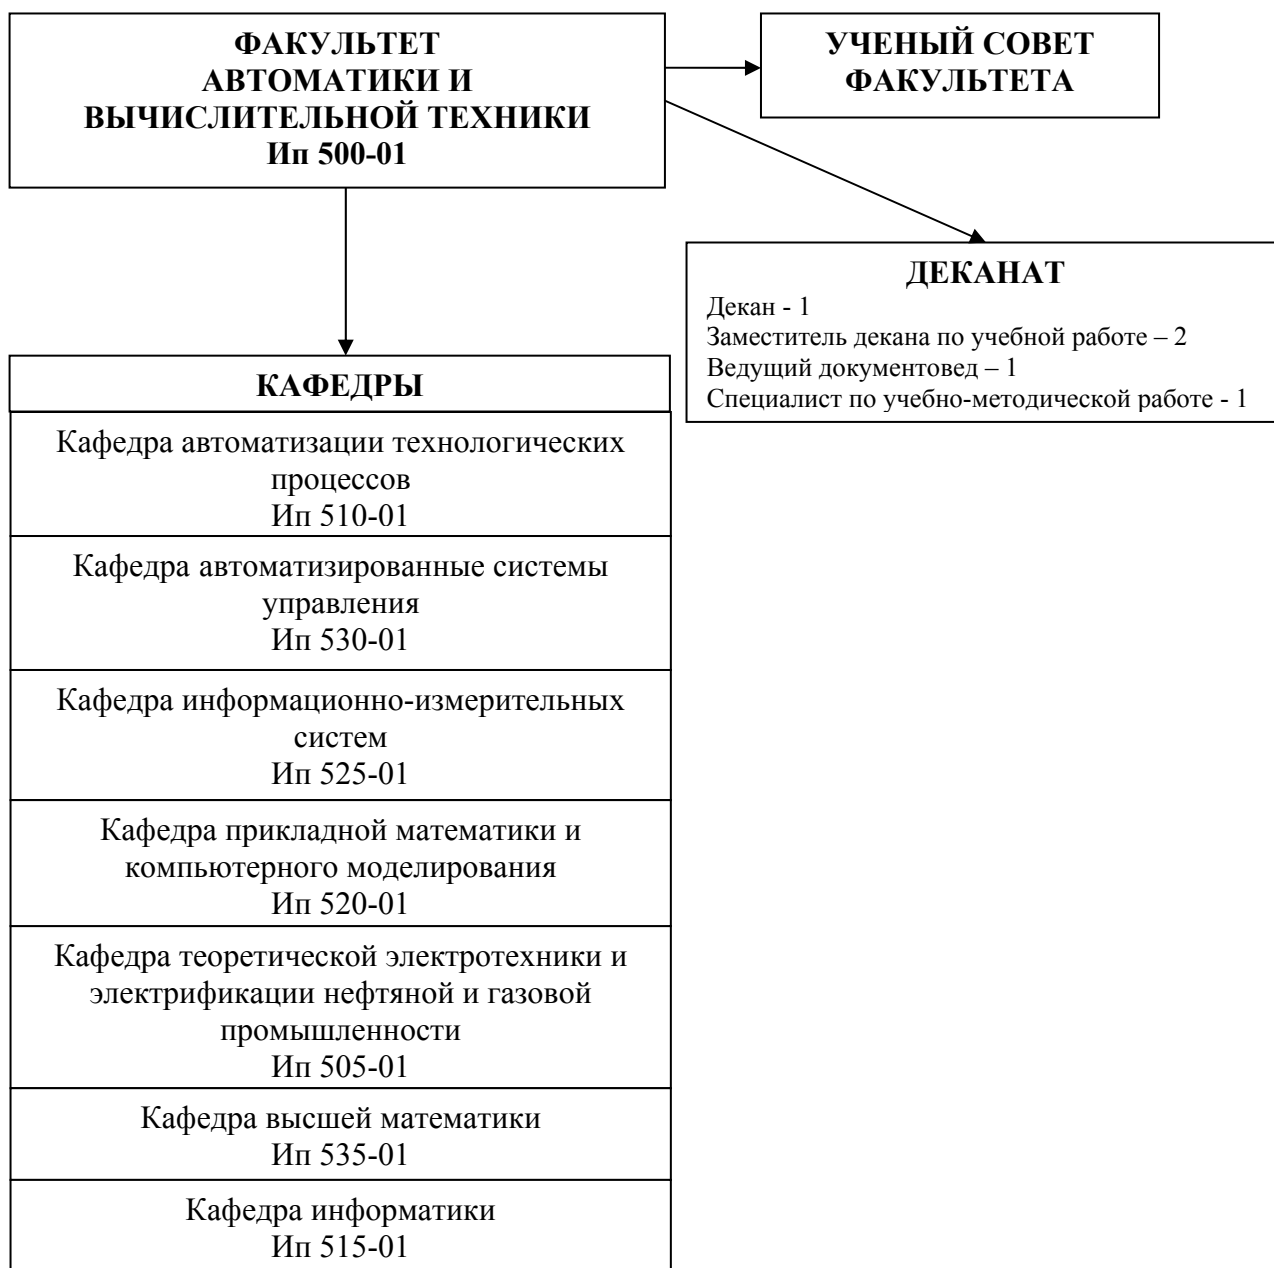 ФАКУЛЬТЕТ
АВТОМАТИКИ И
ВЫЧИСЛИТЕЛЬНОЙ ТЕХНИКИ
Ип 500-01
УЧЕНЫЙ СОВЕТ
ФАКУЛЬТЕТА
ДЕКАНАТ
Декан - 1
Заместитель декана по учебной работе – 2
Ведущий документовед – 1
Специалист по учебно-методической работе - 1
КАФЕДРЫ
Кафедра автоматизации технологических
процессов
Ип 510-01
Кафедра автоматизированные системы
управления
Ип 530-01
Кафедра информационно-измерительных
систем
Ип 525-01
Кафедра прикладной математики и
компьютерного моделирования
Ип 520-01
Кафедра теоретической электротехники и
электрификации нефтяной и газовой
промышленности
Ип 505-01
Кафедра высшей математики
Ип 535-01
Кафедра информатики
Ип 515-01